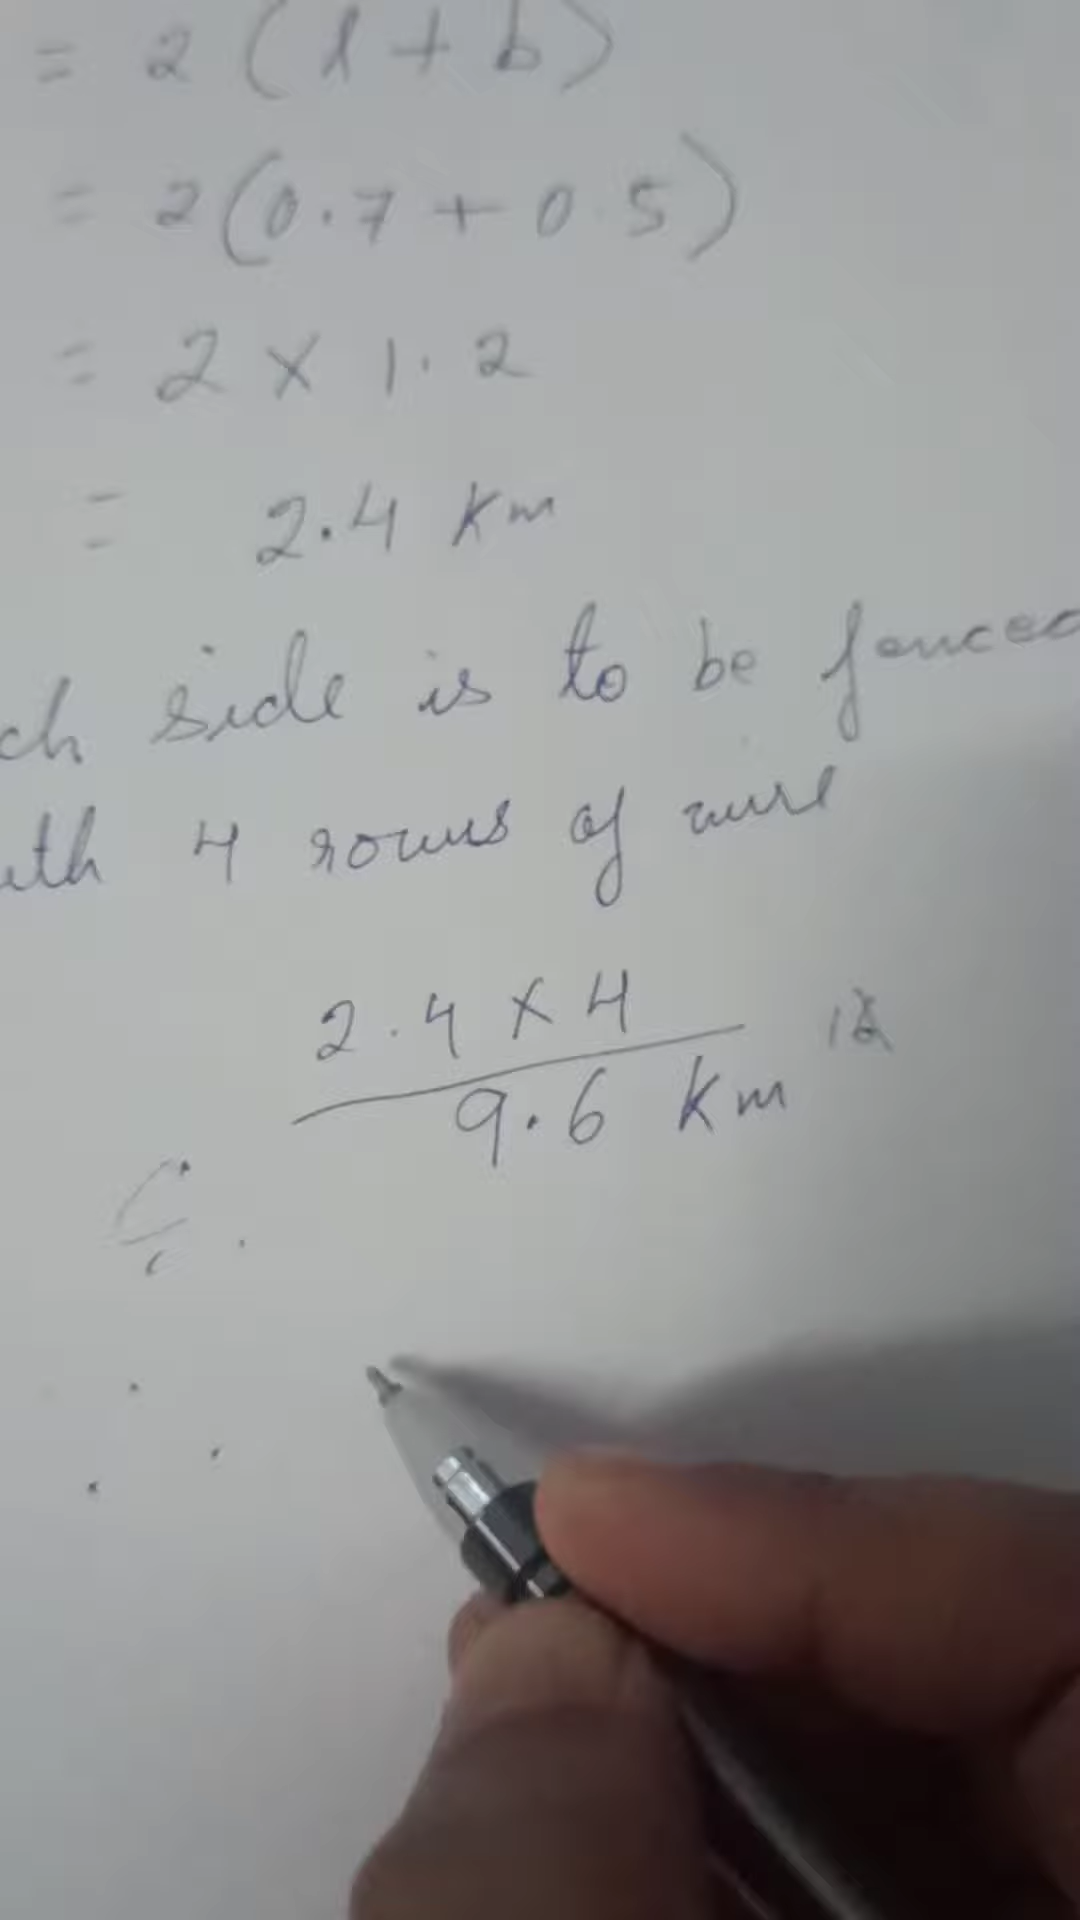 = 2 (l + b)
= 2(0.7 + 0.5)
= 2 × 1.2
= 2.4 Km
ch side is to be fenced
ith 4 rows of wire
2.4 × 4
9.6 Km